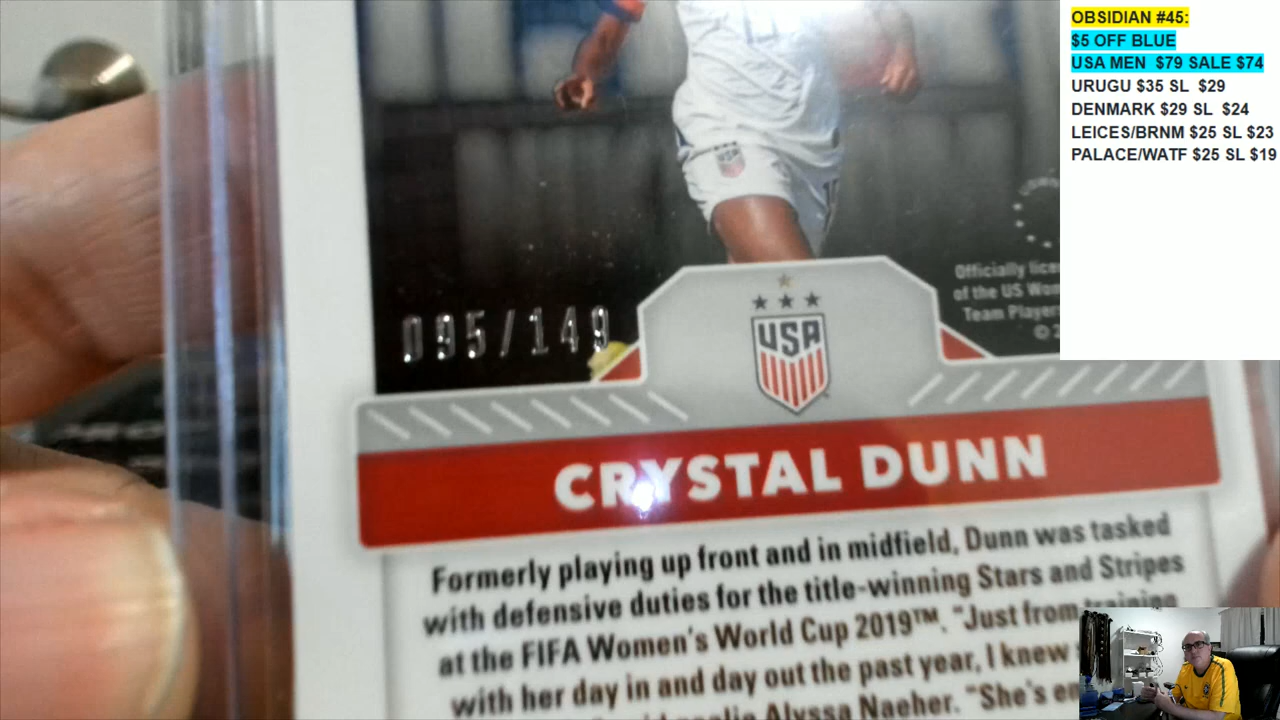 OBSIDIAN #45:
$5 OFF BLUE
USA MEN $79 SALE $74
URUGU $35 SL $29
DENMARK $29 SL $24
LEICES/BRNM $25 SL $23
PALACE/WATF $25 SL $19
Officially
of the US
Team
©
095/149
USA
CRYSTAL DUNN
Formerly playing up front and in midfield, Dunn was tasked
with defensive duties for the title-winning Stars and Stripes
at the FIFA Women's World Cup 2019™. "Just from training
with her day in and day out the past year, I knew
Alyssa Naeher. "She's